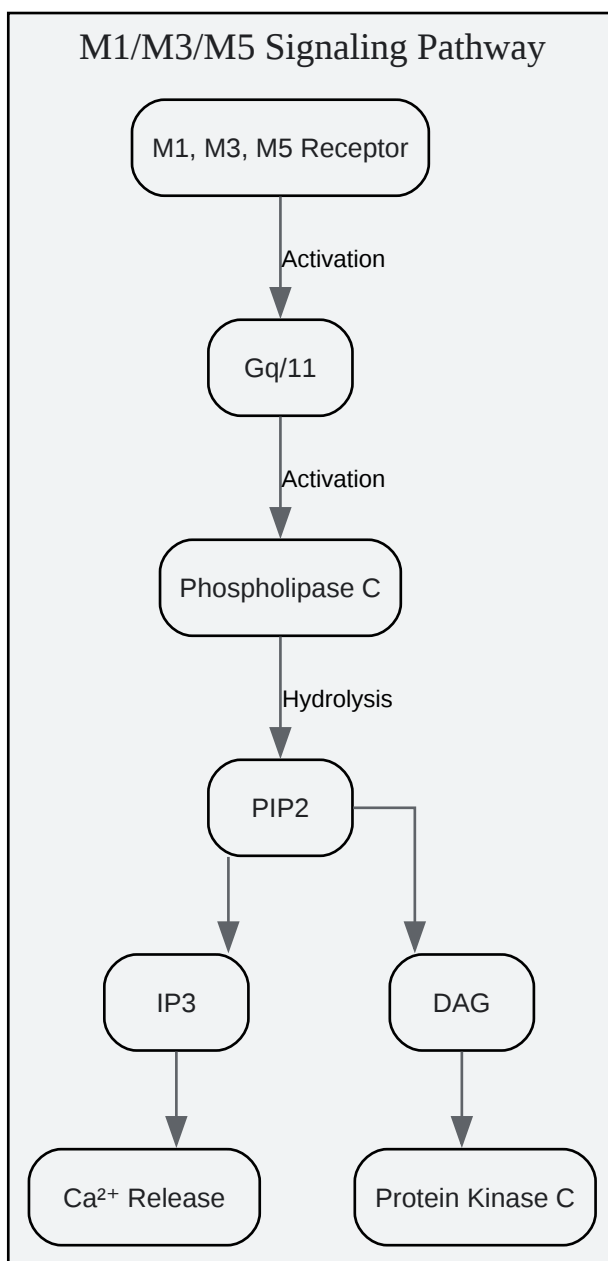 M1/M3/M5 Signaling Pathway
M1, M3, M5 Receptor
Activation
Gq/11
Activation
Phospholipase C
Hydrolysis
PIP2
IP3
DAG
Ca²⁺ Release
Protein Kinase C